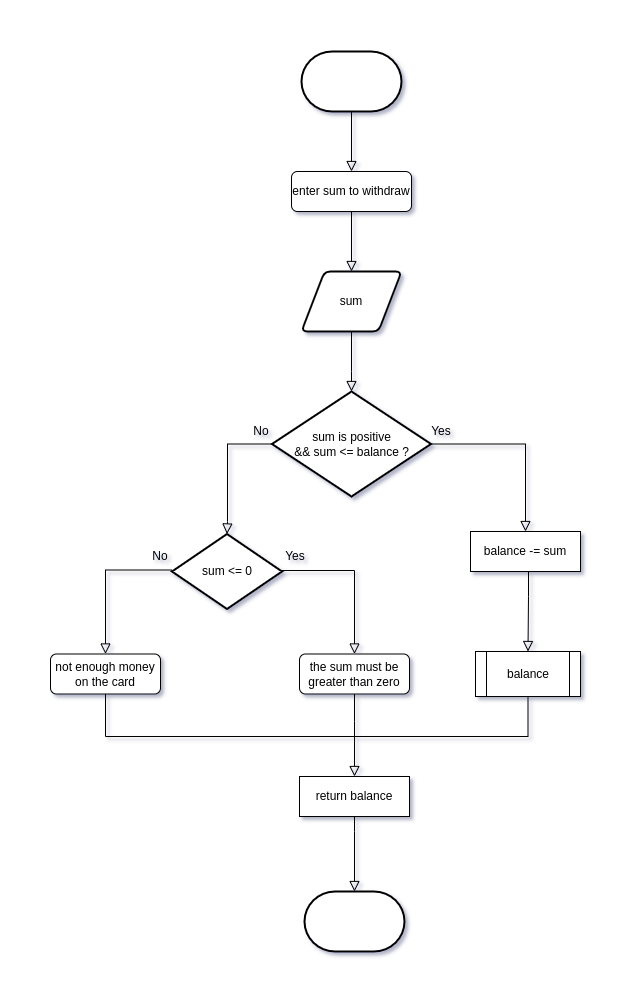 enter sum to withdraw
sum
sum is positive
&& sum <= balance ?
No
Yes
balance -= sum
sum <= 0
No
Yes
not enough money
on the card
the sum must be
greater than zero
balance
return balance